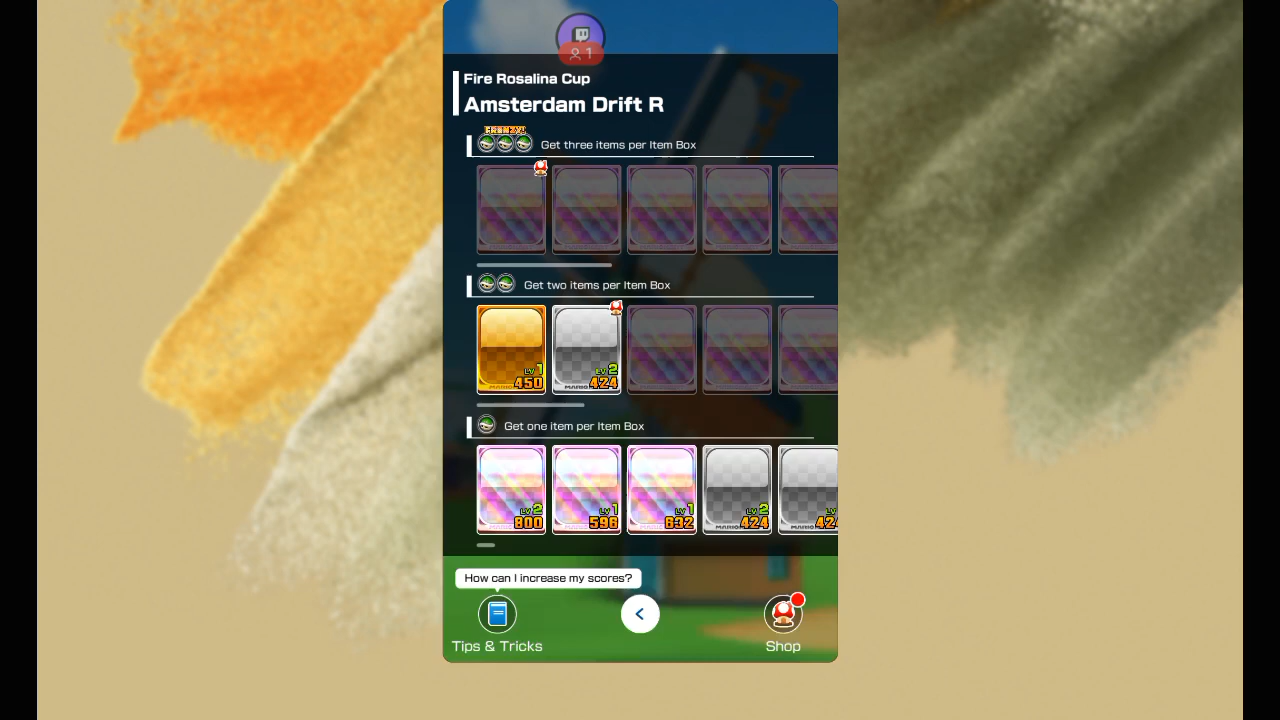 1
Fire Rosalina Cup
Amsterdam Drift R
FRENZY!
Get three items per Item Box
Get two items per Item Box
LV 1
450
LV 2
424
Get one item per Item Box
LV 2
800
LV 1
596
LV 1
632
LV 2
424
How can I increase my scores?
Tips & Tricks
Shop